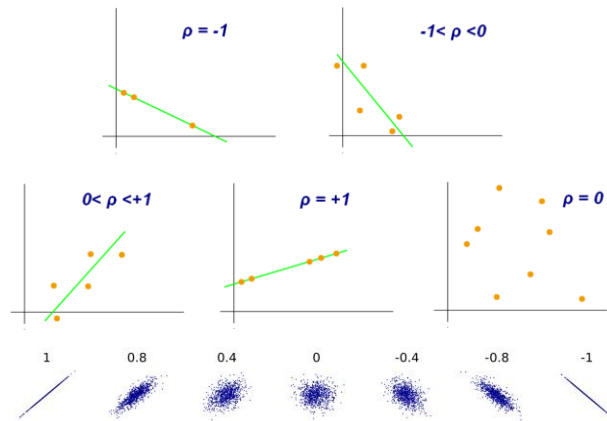 ρ = -1
-1< ρ <0
0< ρ <+1
ρ = +1
ρ = 0
1 0.8 0.4 0 -0.4 -0.8 -1